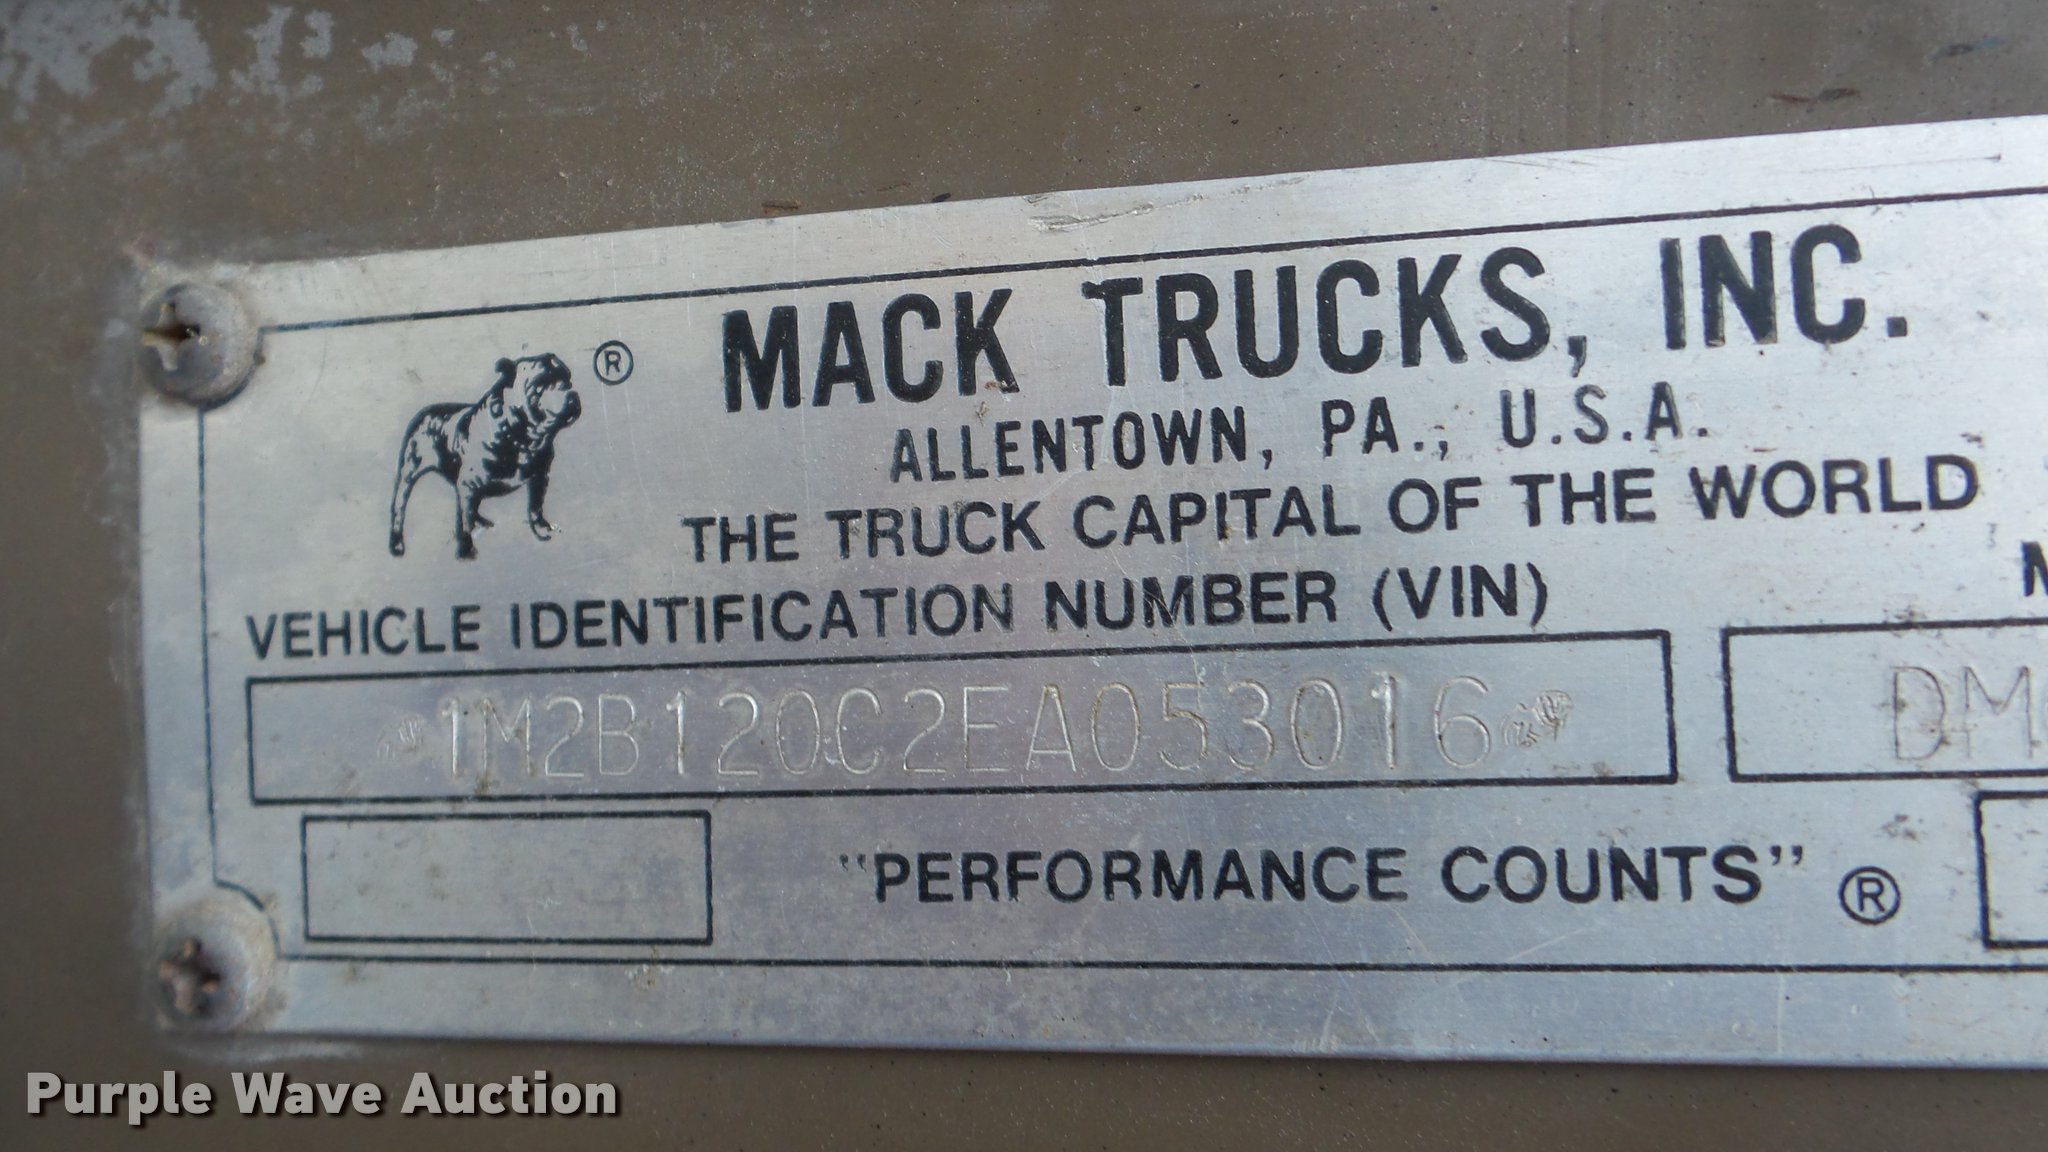 MACK TRUCKS, INC.
®
ALLENTOWN, PA., U.S.A.
THE TRUCK CAPITAL OF THE WORLD
VEHICLE IDENTIFICATION NUMBER (VIN)
1M2B120C2EA053016
DM
"PERFORMANCE COUNTS" ®
Purple Wave Auction